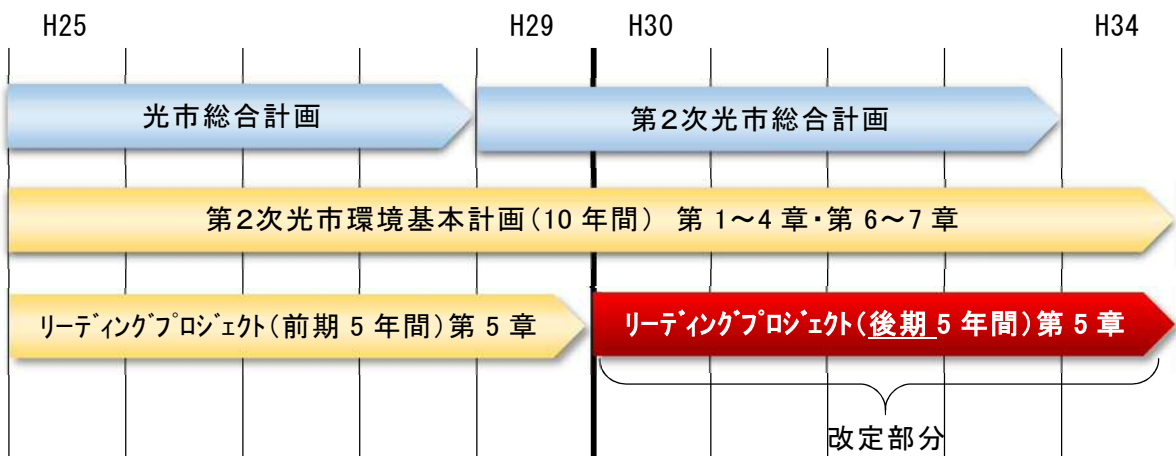 H25 H29 H30 H34
光市総合計画 第2次光市総合計画
第2次光市環境基本計画(10年間) 第1~4章・第6~7章
リーディングプロジェクト(前期5年間)第5章 リーディングプロジェクト(後期5年間)第5章
改定部分